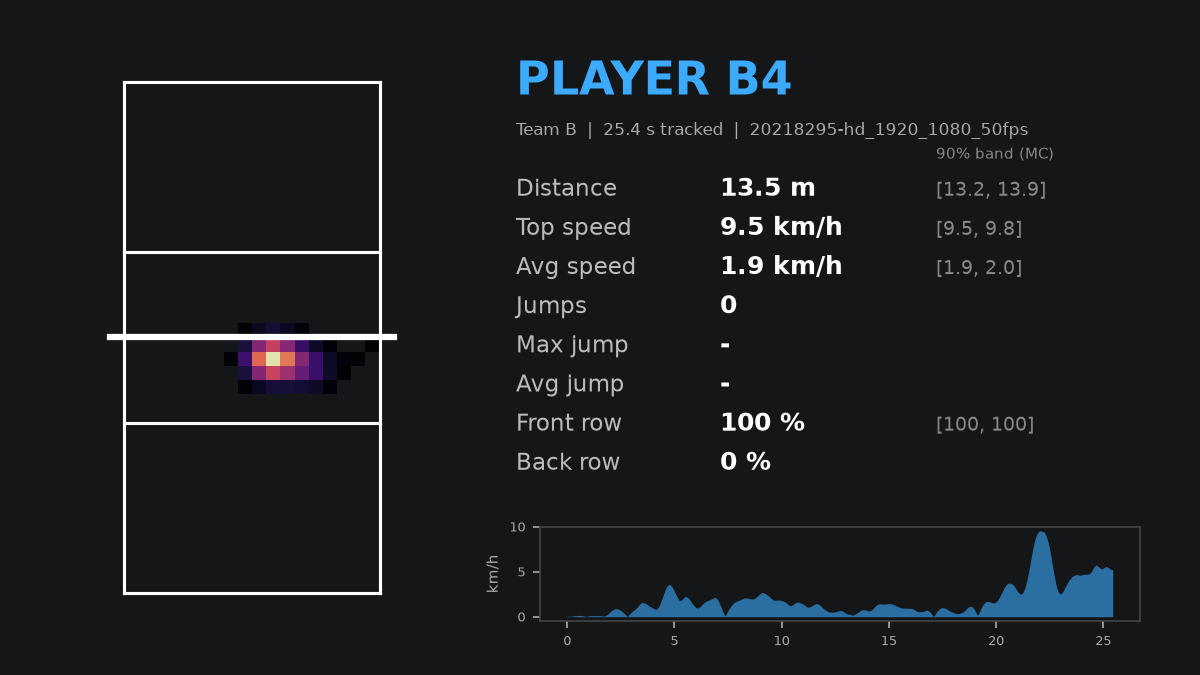 PLAYER B4
Team B | 25.4 s tracked | 20218295-hd_1920_1080_50fps
90% band (MC)
Distance 13.5 m [13.2, 13.9]
Top speed 9.5 km/h [9.5, 9.8]
Avg speed 1.9 km/h [1.9, 2.0]
Jumps 0
Max jump -
Avg jump -
Front row 100 % [100, 100]
Back row 0 %
10
5
0
km/h
0 5 10 15 20 25